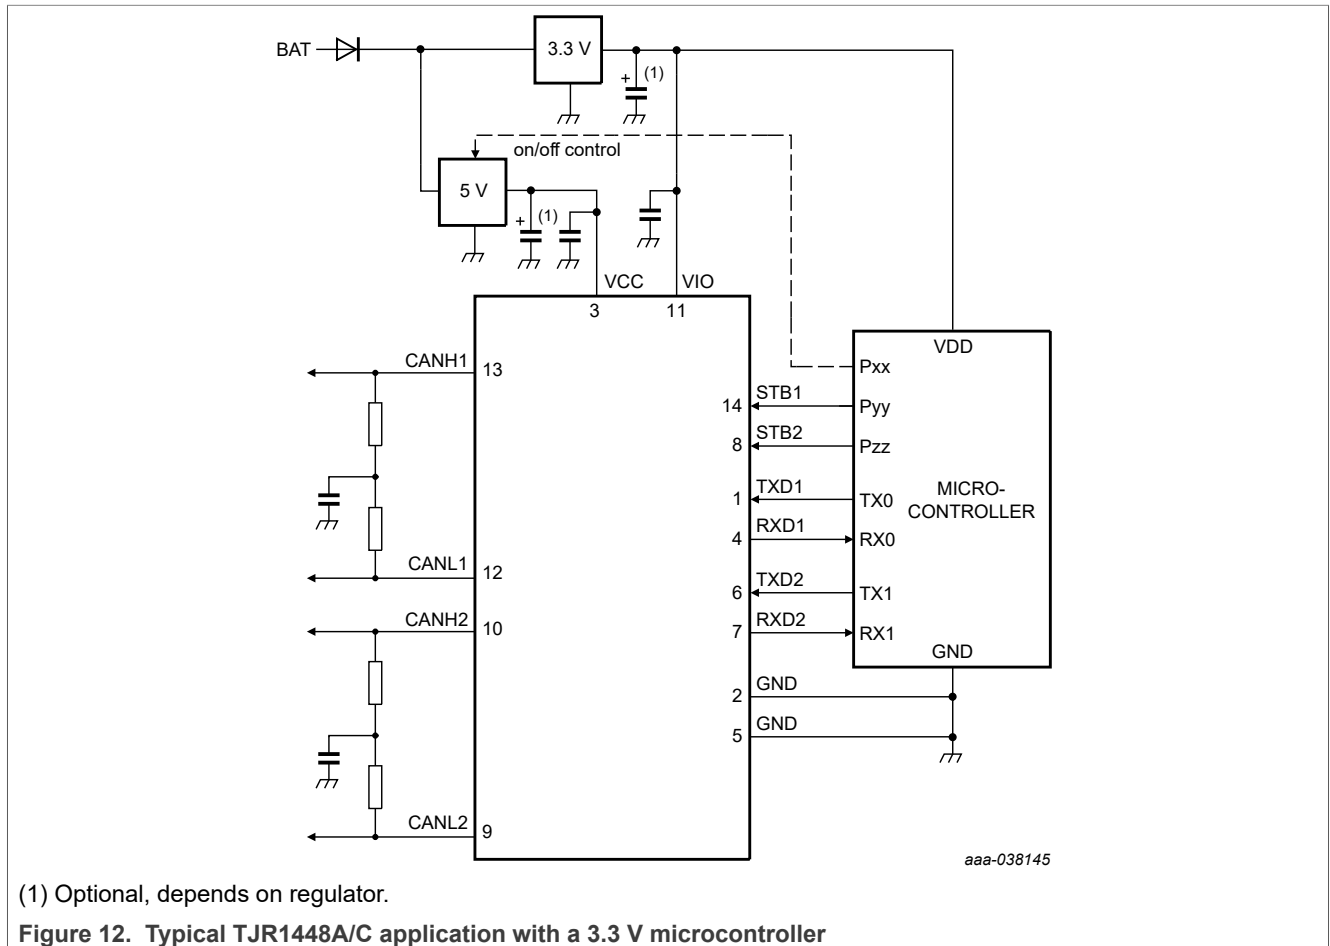 BAT
3.3 V
(1)
+
on/off control
5 V
(1)
+
VCC
VIO
3
11
VDD
CANH1
13
Pxx
14
STB1
Pyy
8
STB2
Pzz
1
TXD1
TX0
MICRO-
CONTROLLER
4
RXD1
RX0
CANL1
12
6
TXD2
TX1
CANH2
10
7
RXD2
RX1
GND
2
GND
5
GND
CANL2
9
aaa-038145
(1) Optional, depends on regulator.
Figure 12. Typical TJR1448A/C application with a 3.3 V microcontroller